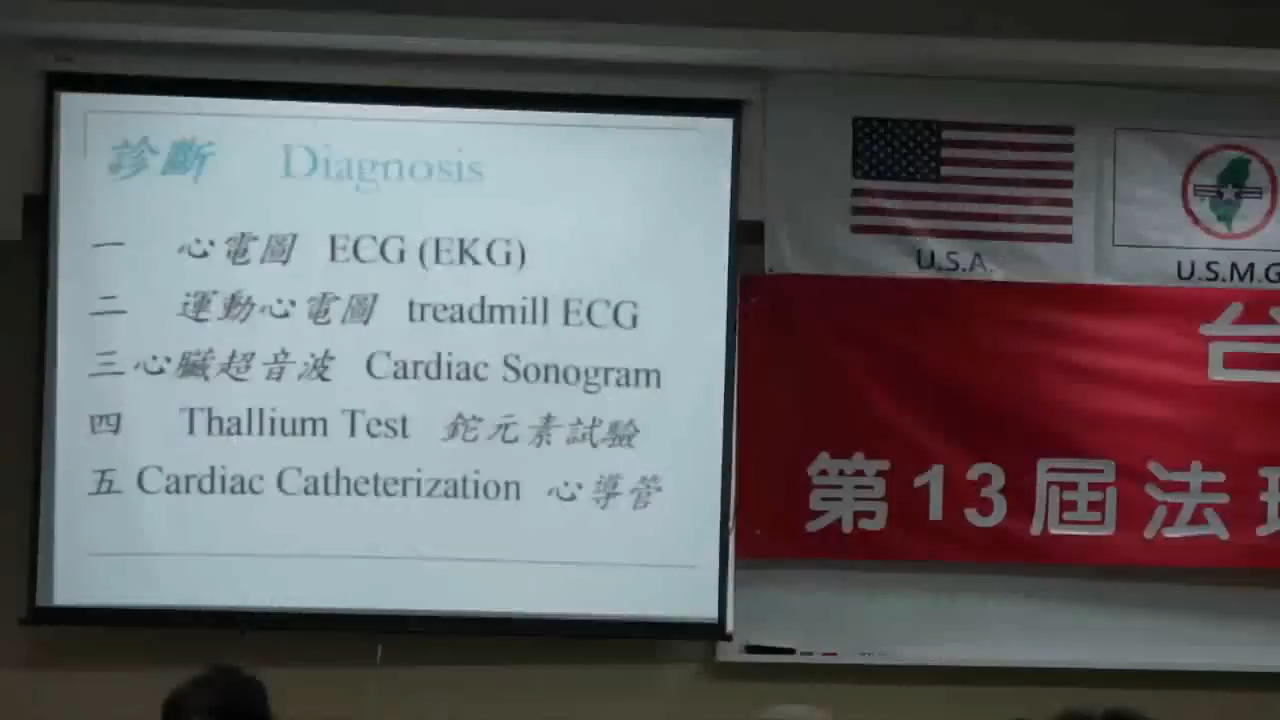 診斷 Diagnosis
一 心電圖 ECG (EKG)
二 運動心電圖 treadmill ECG
三 心臟超音波 Cardiac Sonogram
四 Thallium Test 鉈元素試驗
五 Cardiac Catheterization 心導管
U.S.A.
U.S.M.G
台
第13屆法